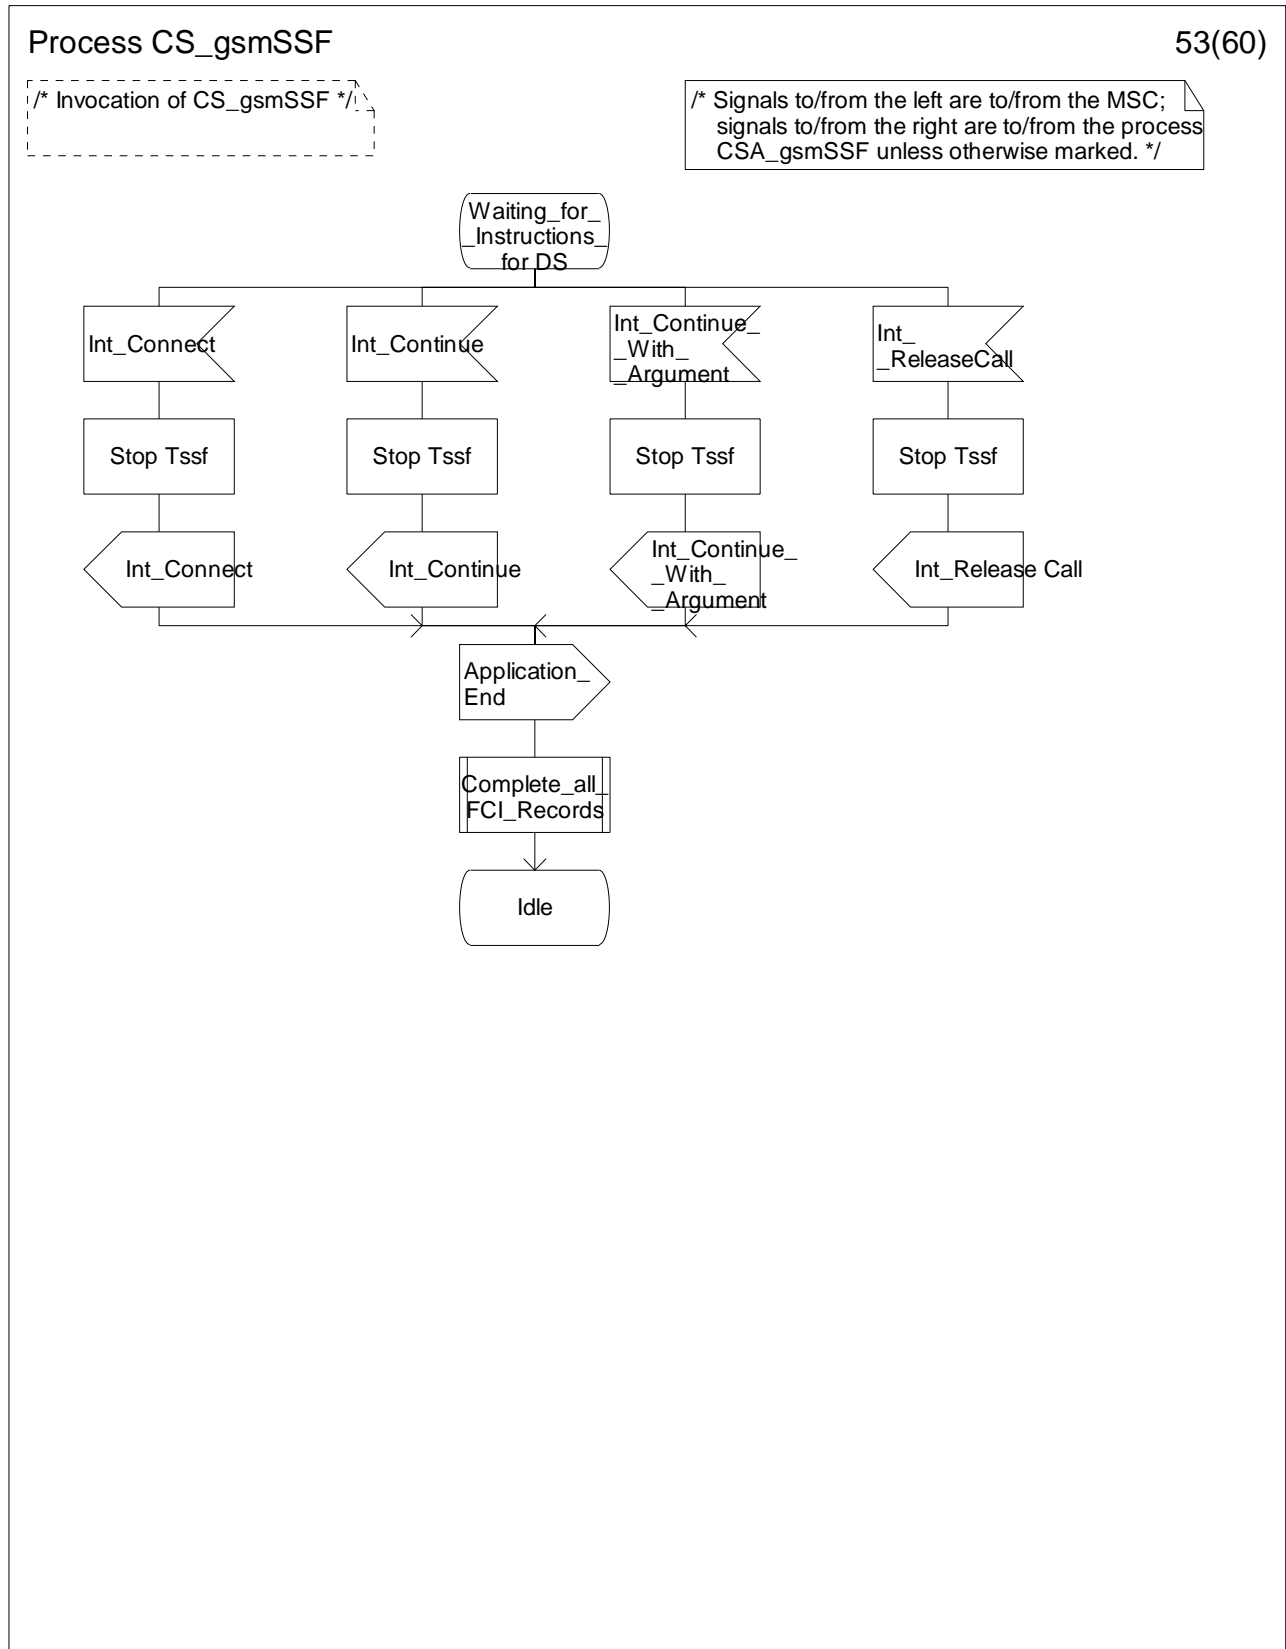 Process CS_gsmSSF
53(60)
/* Invocation of CS_gsmSSF */
/* Signals to/from the left are to/from the MSC;
signals to/from the right are to/from the process
CSA_gsmSSF unless otherwise marked. */
Waiting_for_
_Instructions_
for DS
Int_Connect
Int_Continue
Int_Continue_
_With_
_Argument
Int_
_ReleaseCall
Stop Tssf
Stop Tssf
Stop Tssf
Stop Tssf
Int_Connect
Int_Continue
Int_Continue_
_With_
_Argument
Int_Release Call
Application_
End
Complete_all_
FCI_Records
Idle